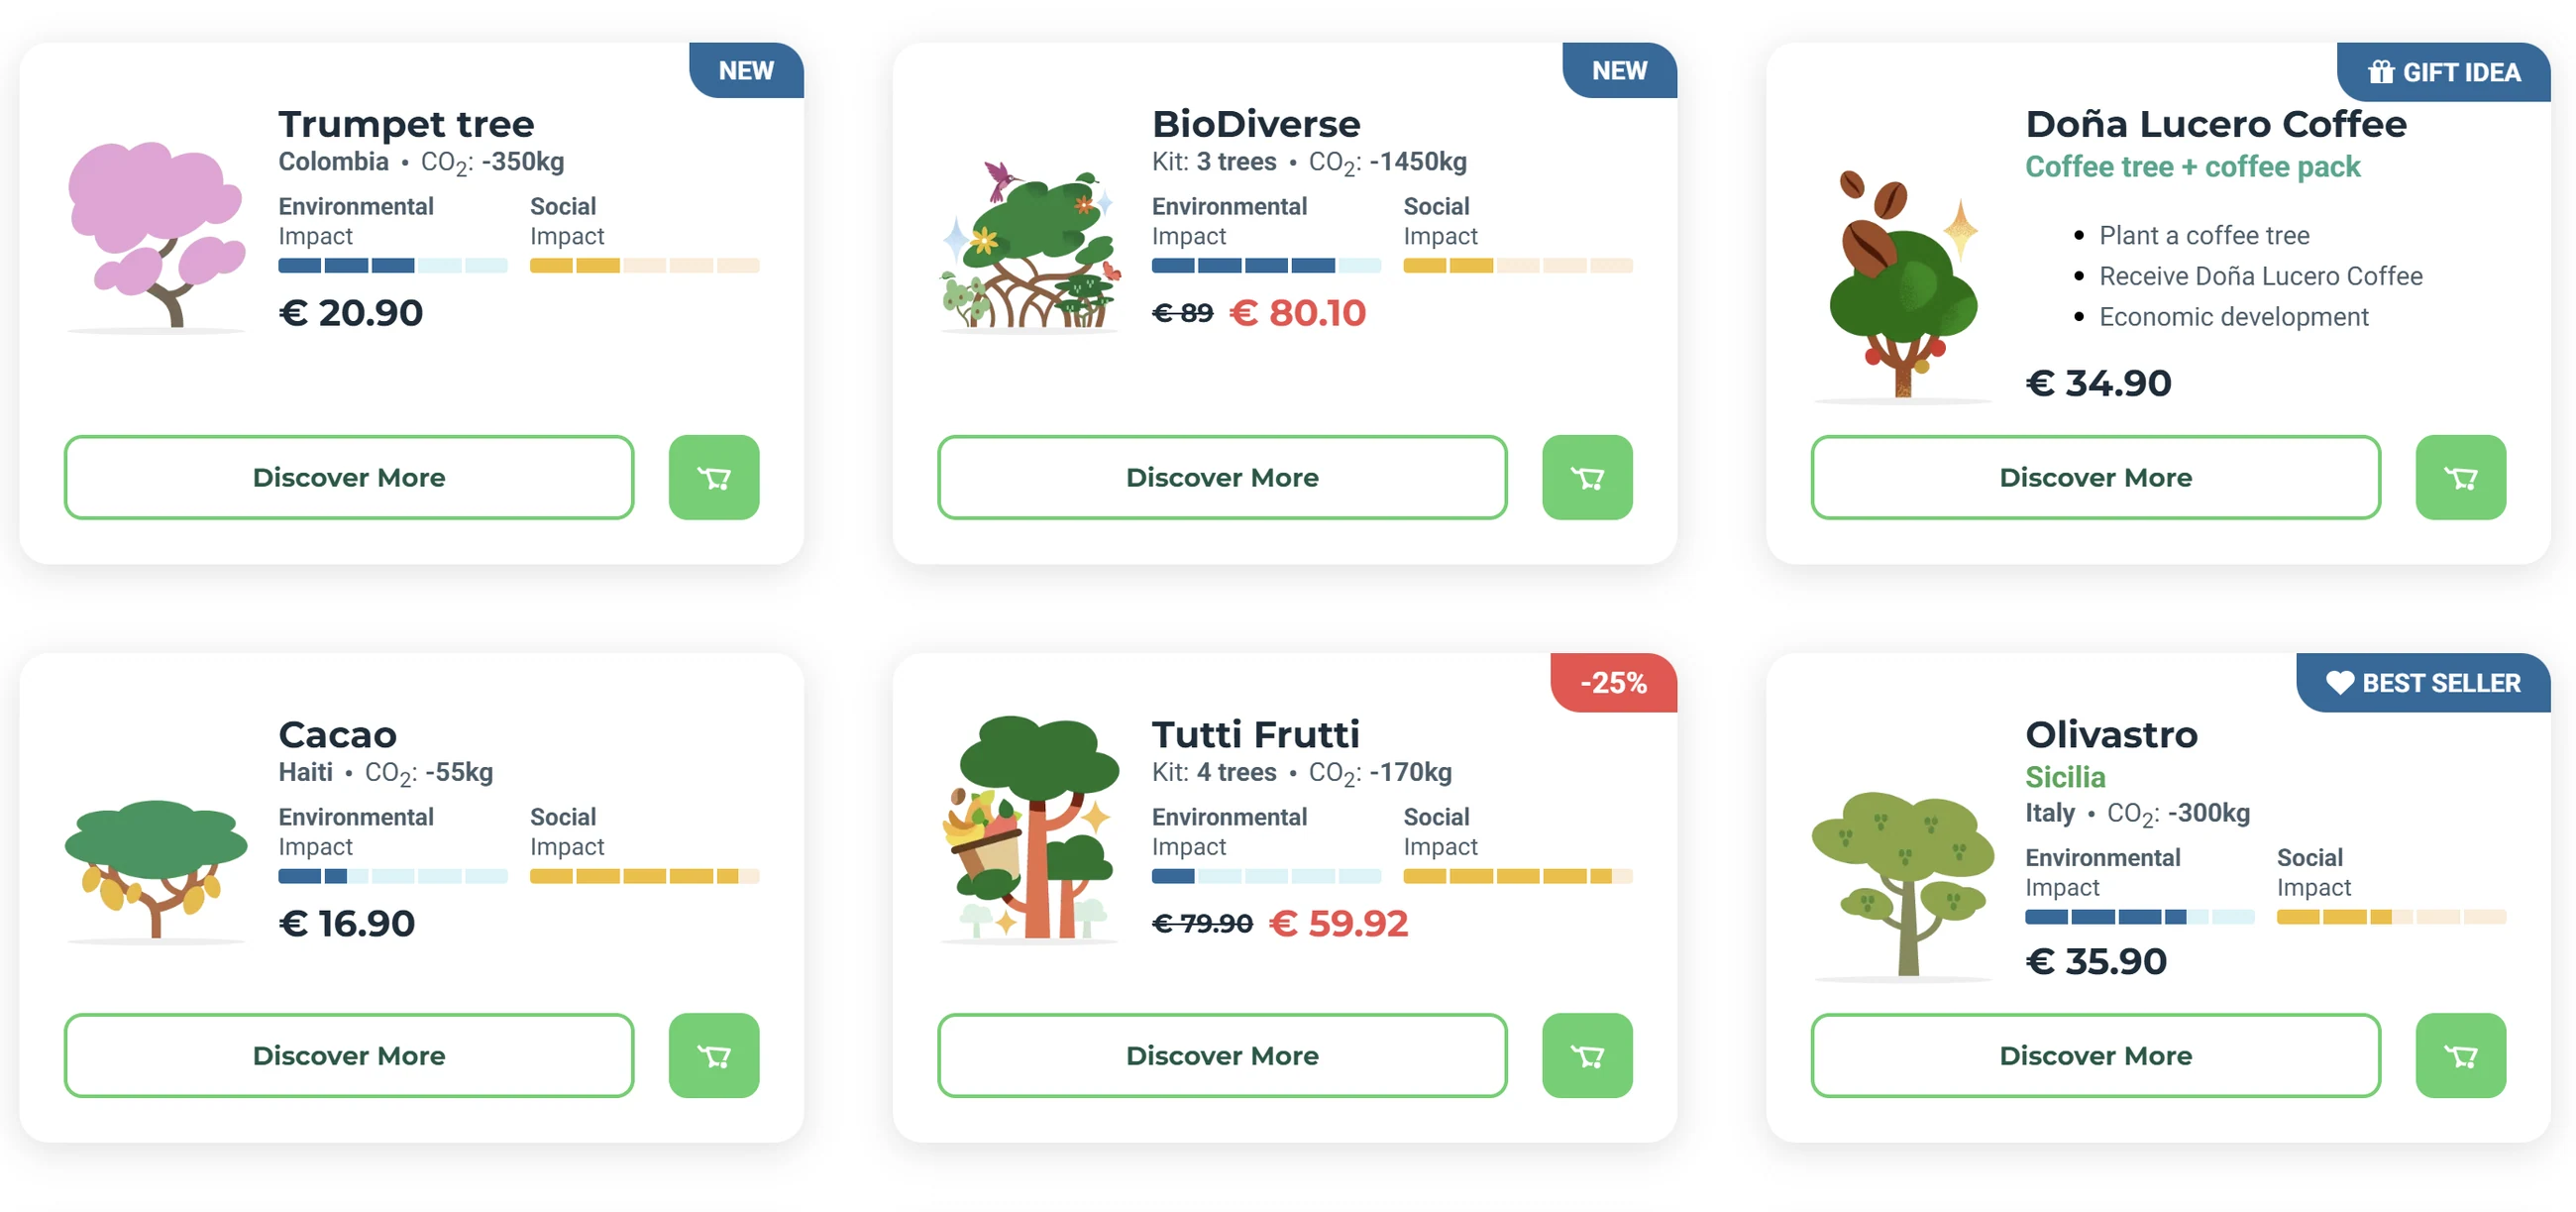 NEW
Trumpet tree
Colombia • CO₂: -350kg
Environmental Impact
Social Impact
€ 20.90
Discover More
NEW
BioDiverse
Kit: 3 trees • CO₂: -1450kg
Environmental Impact
Social Impact
€ 89 € 80.10
Discover More
GIFT IDEA
Doña Lucero Coffee
Coffee tree + coffee pack
• Plant a coffee tree
• Receive Doña Lucero Coffee
• Economic development
€ 34.90
Discover More
Cacao
Haiti • CO₂: -55kg
Environmental Impact
Social Impact
€ 16.90
Discover More
-25%
Tutti Frutti
Kit: 4 trees • CO₂: -170kg
Environmental Impact
Social Impact
€ 79.90 € 59.92
Discover More
BEST SELLER
Olivastro
Sicilia
Italy • CO₂: -300kg
Environmental Impact
Social Impact
€ 35.90
Discover More